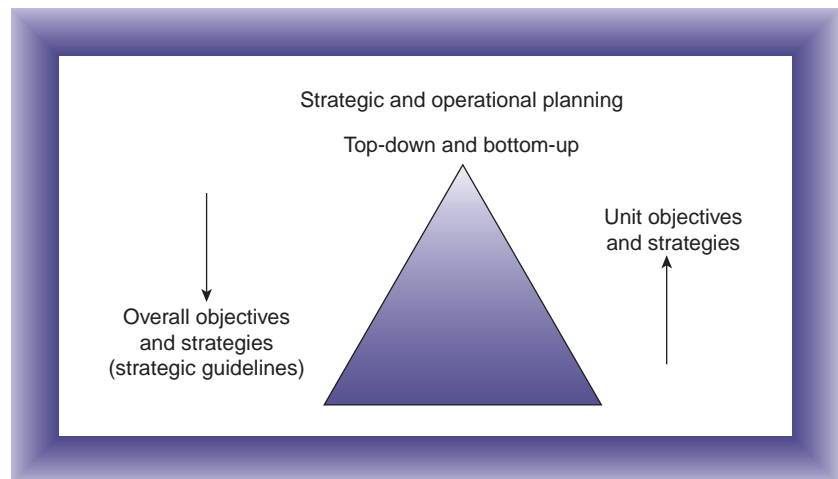 Strategic and operational planning
Top-down and bottom-up
Unit objectives
and strategies
Overall objectives
and strategies
(strategic guidelines)